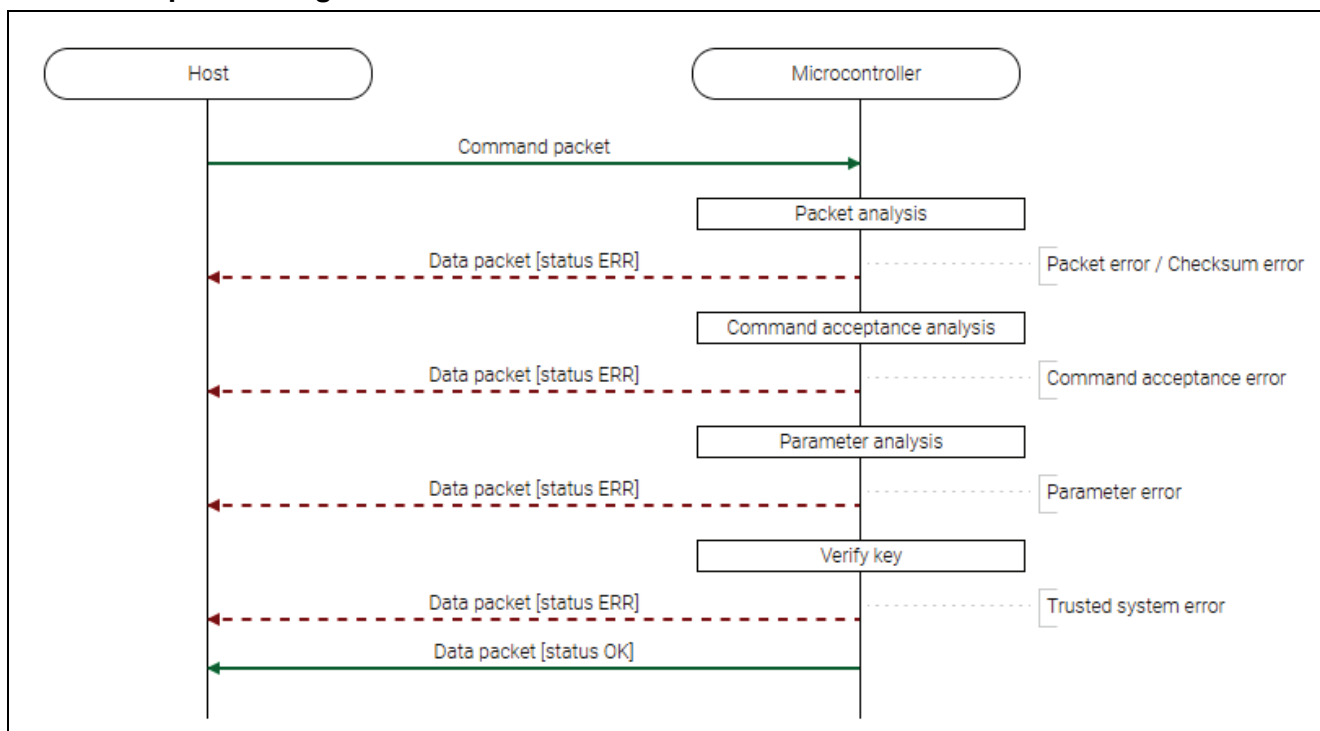 Host
Microcontroller
Command packet
Packet analysis
Data packet [status ERR]
Packet error / Checksum error
Command acceptance analysis
Data packet [status ERR]
Command acceptance error
Parameter analysis
Data packet [status ERR]
Parameter error
Verify key
Data packet [status ERR]
Trusted system error
Data packet [status OK]